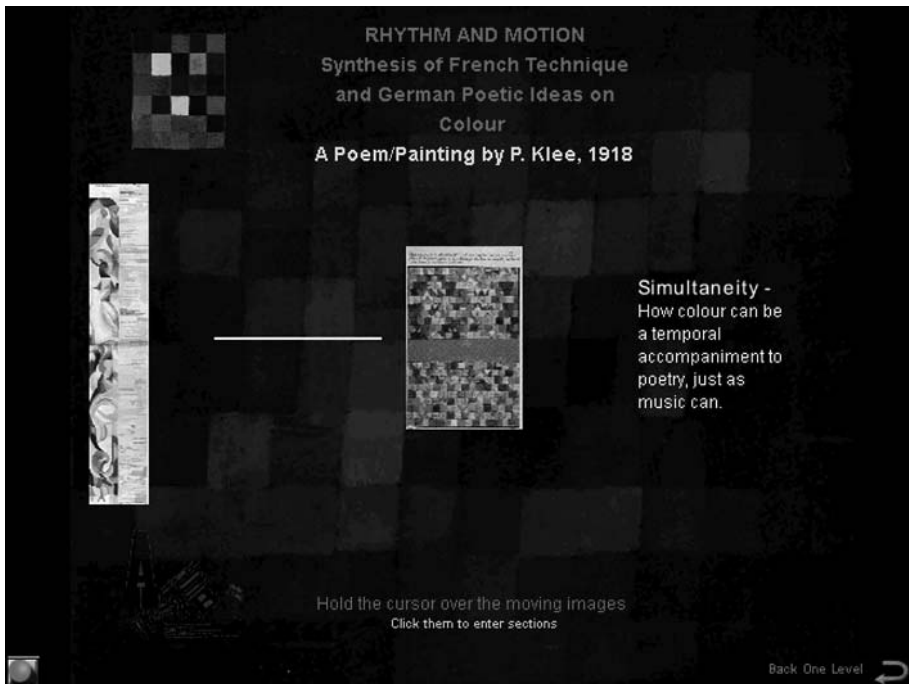 RHYTHM AND MOTION
Synthesis of French Technique
and German Poetic Ideas on
Colour
A Poem/Painting by P. Klee, 1918
Simultaneity -
How colour can be
a temporal
accompaniment to
poetry, just as
music can.
Hold the cursor over the moving images
Click them to enter sections
Back One Level